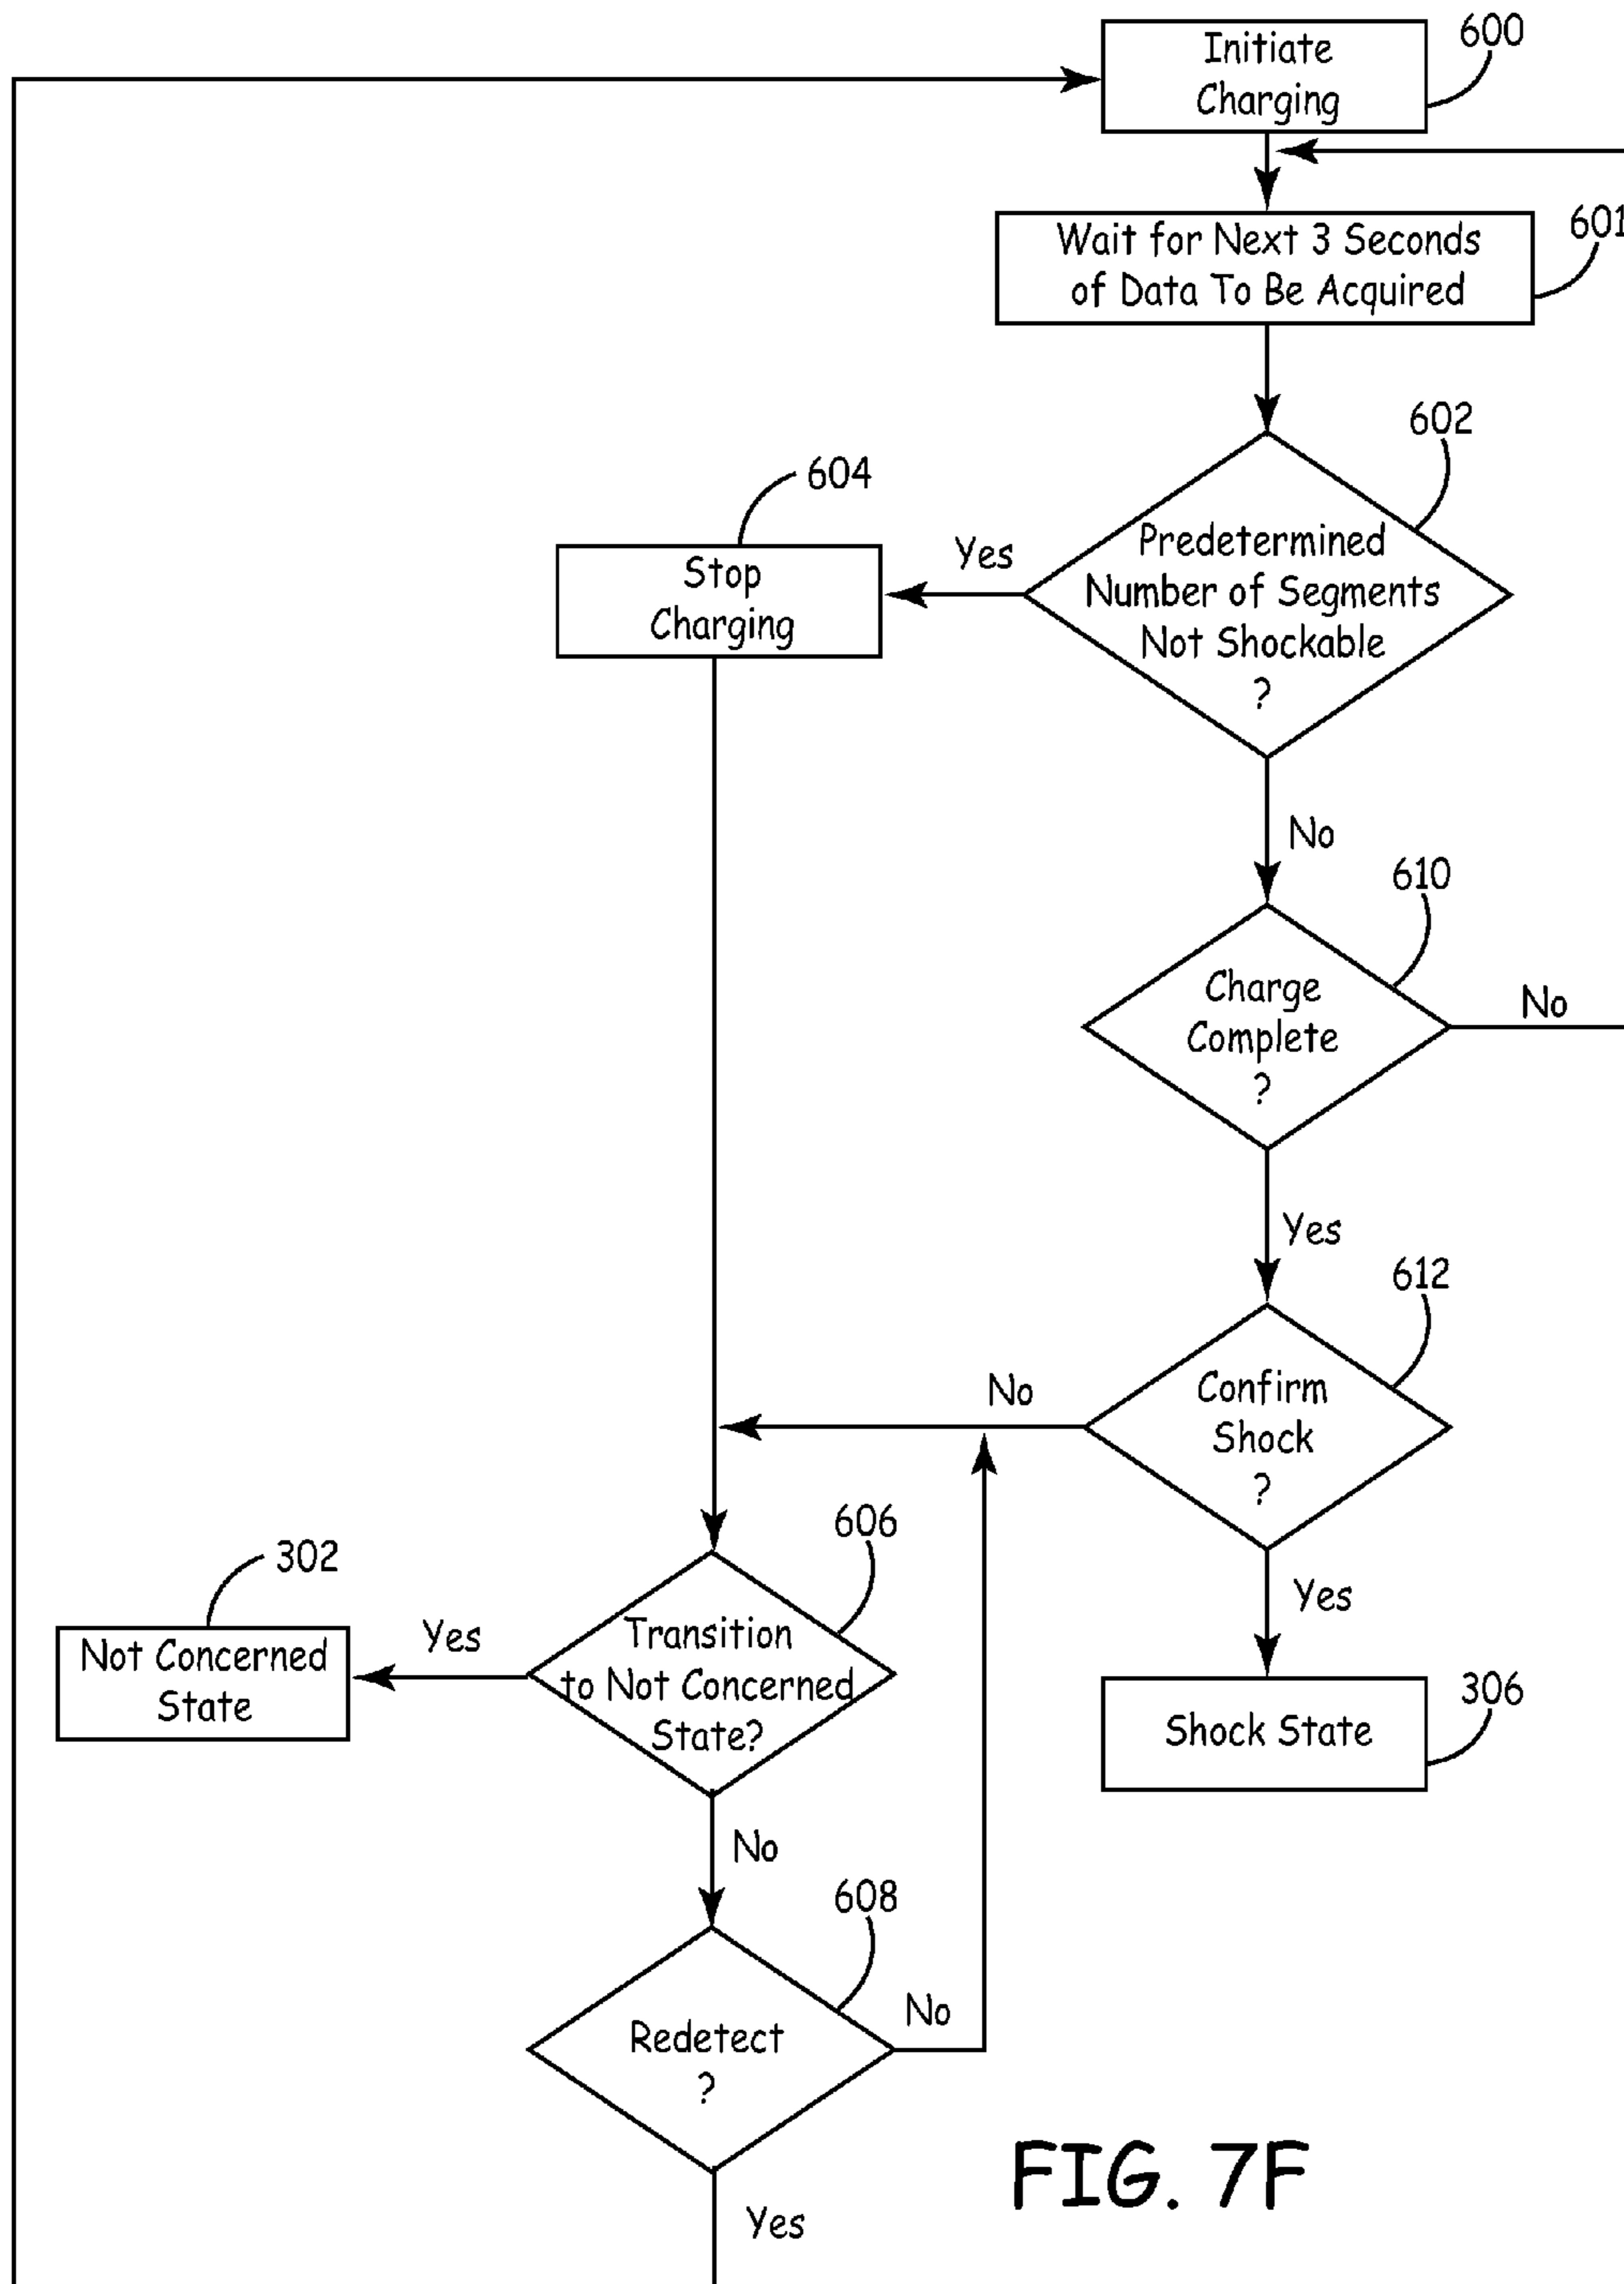 Initiate
Charging
600
Wait for Next 3 Seconds
of Data To Be Acquired
601
602
604
Stop
Charging
Yes
Predetermined
Number of Segments
Not Shockable
?
No
610
Charge
Complete
?
No
Yes
612
No
Confirm
Shock
?
606
302
Not Concerned
State
Yes
Transition
to Not Concerned
State?
Yes
306
Shock State
No
608
No
Redetect
?
Yes
FIG. 7F